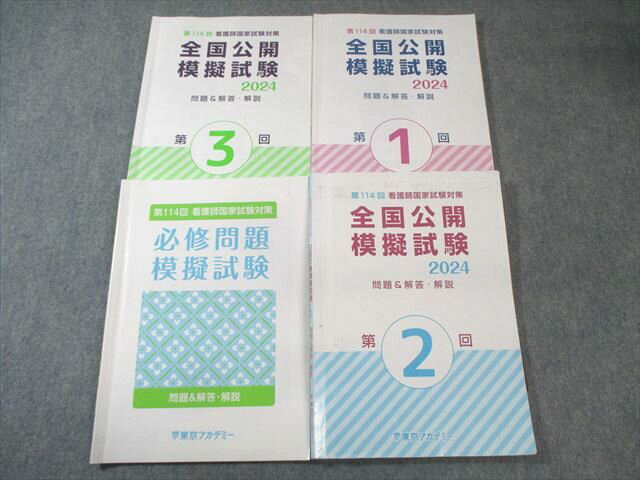 第114回 看護師国家試験対策
全国公開
模擬試験
2024
問題&解答・解説
第3回
第114回 看護師国家試験対策
全国公開
模擬試験
2024
問題&解答・解説
第1回
第114回 看護師国家試験対策
必修問題
模擬試験
問題&解答・解説
東京アカデミー
第114回 看護師国家試験対策
全国公開
模擬試験
2024
問題&解答・解説
第2回
東京アカデミー